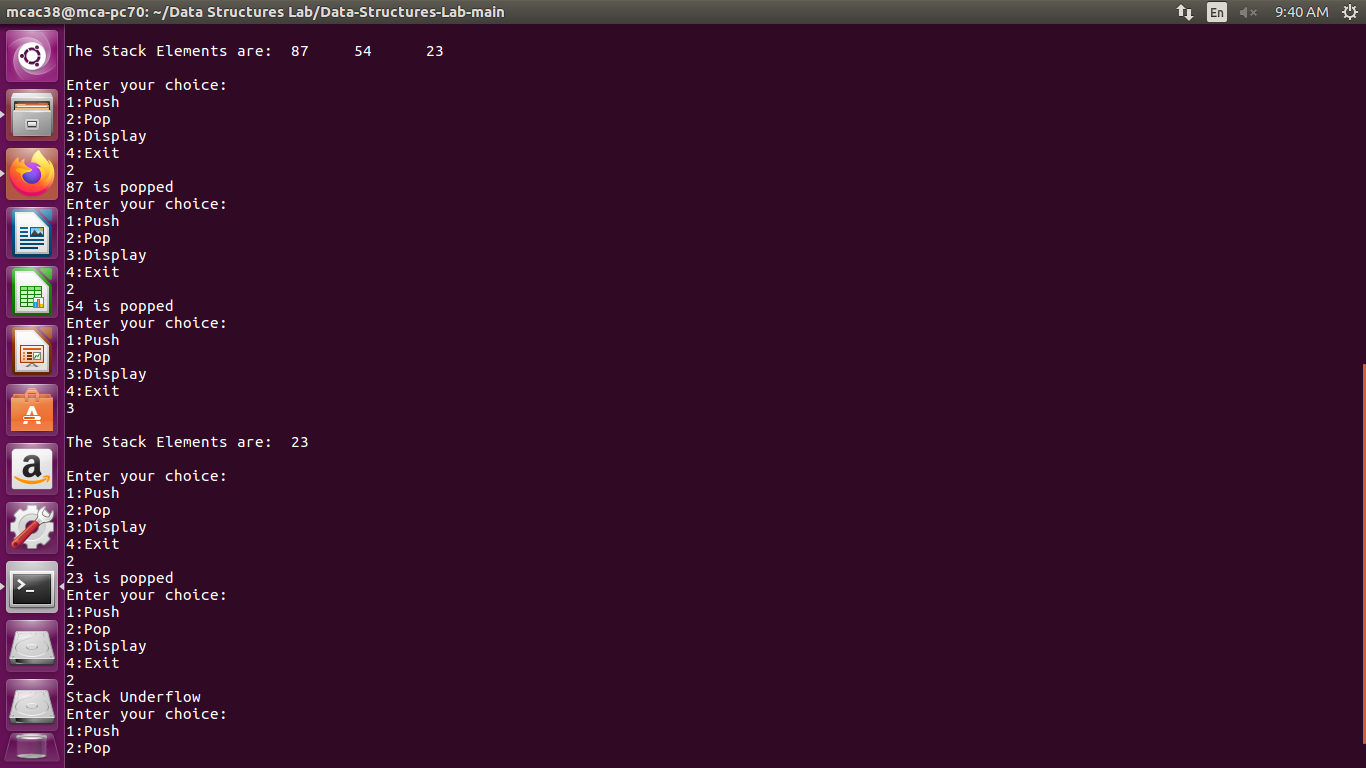 mcac38@mca-pc70: ~/Data Structures Lab/Data-Structures-Lab-main
En
9:40 AM
The Stack Elements are:  87     54      23
Enter your choice:
1:Push
2:Pop
3:Display
4:Exit
2
87 is popped
Enter your choice:
1:Push
2:Pop
3:Display
4:Exit
2
54 is popped
Enter your choice:
1:Push
2:Pop
3:Display
4:Exit
3
The Stack Elements are:  23
Enter your choice:
1:Push
2:Pop
3:Display
4:Exit
2
23 is popped
Enter your choice:
1:Push
2:Pop
3:Display
4:Exit
2
Stack Underflow
Enter your choice:
1:Push
2:Pop